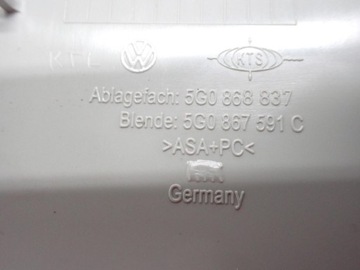 KTL KTS
Ablagefach: 5G0 868 837
Blende: 5G0 867 591 C
>ASA+PC<
Germany